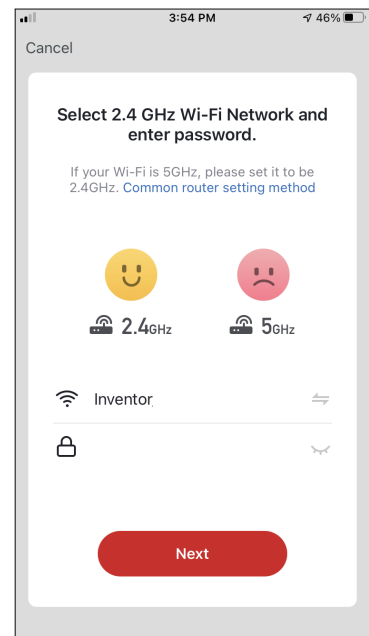 3:54 PM
46%
Cancel
Select 2.4 GHz Wi-Fi Network and
enter password.
If your Wi-Fi is 5GHz, please set it to be
2.4GHz. Common router setting method
2.4GHz
5GHz
Inventor
Next